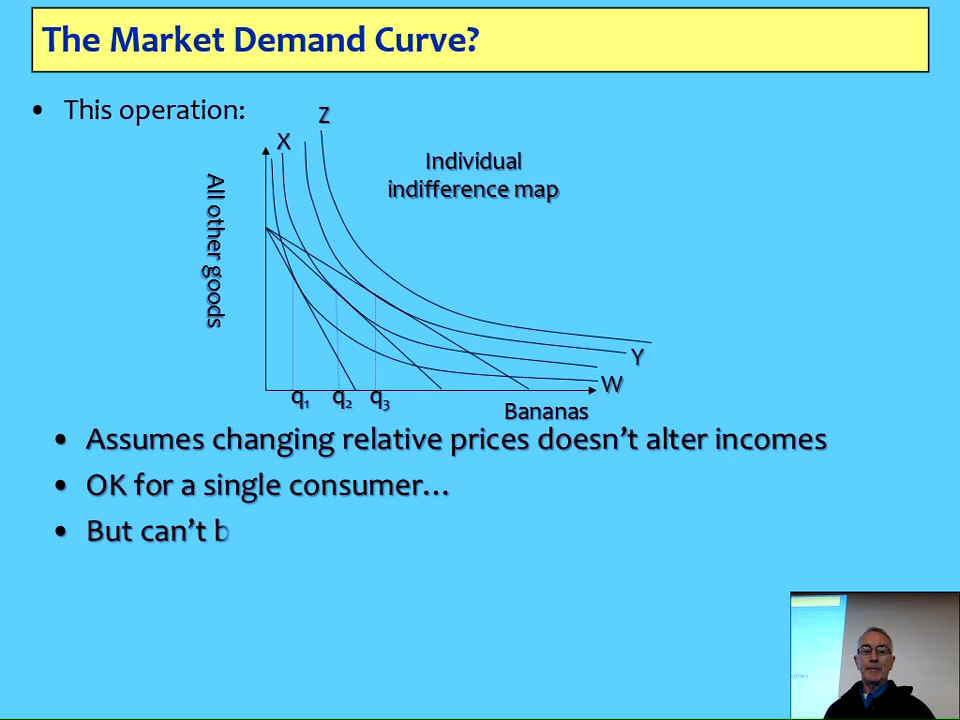 The Market Demand Curve?
• This operation:
Z
X
Individual
indifference map
All other goods
Y
W
q₁ q₂ q₃
Bananas
• Assumes changing relative prices doesn't alter incomes
• OK for a single consumer…
• But can't b